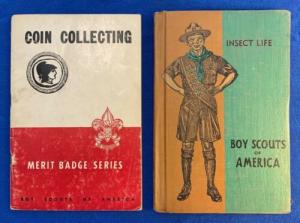 COIN COLLECTING
MERIT BADGE SERIES
BOY SCOUTS OF AMERICA
INSECT LIFE
BOY SCOUTS
OF
AMERICA